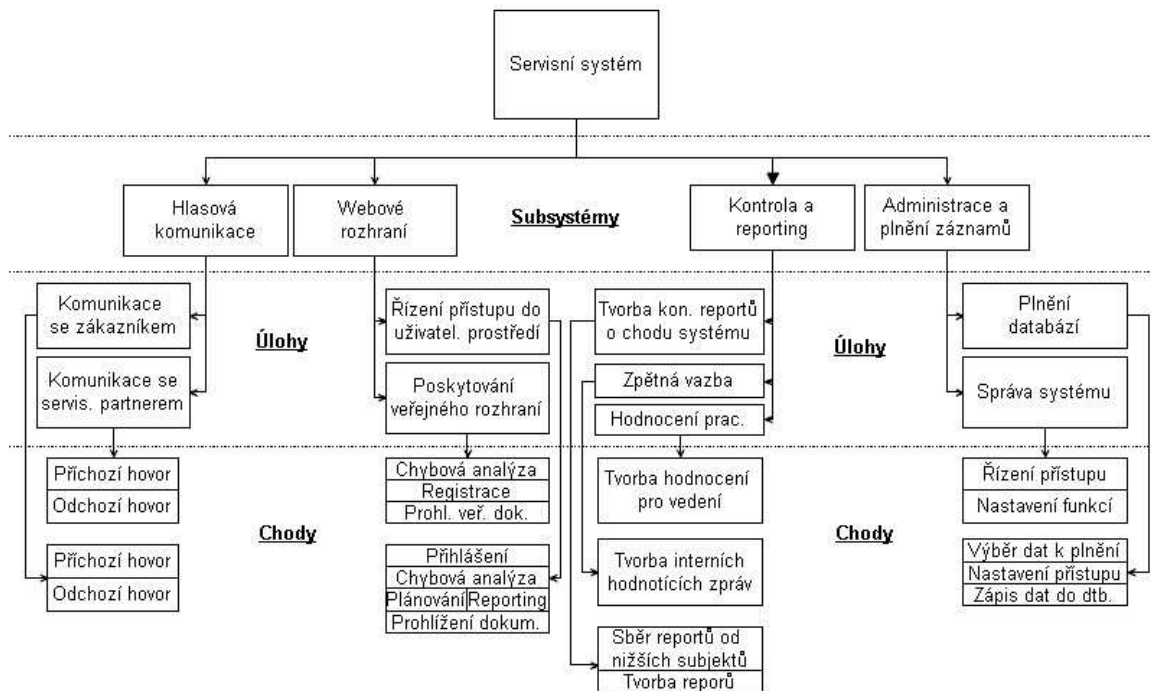 Servisní systém
Hlasová
komunikace
Webové
rozhraní
Subsystémy
Kontrola a
reporting
Administrace a
plnění záznamů
Komunikace
se zákazníkem
Komunikace se
servis. partnerem
Úlohy
Řízení přístupu do
uživatel. prostředí
Poskytování
veřejného rozhraní
Tvorba kon. reportů
o chodu systému
Zpětná vazba
Hodnocení prac.
Úlohy
Plnění
databází
Správa systému
Příchozí hovor
Odchozí hovor
Příchozí hovor
Odchozí hovor
Chody
Chybová analýza
Registrace
Prohl. veř. dok.
Přihlášení
Chybová analýza
Plánování Reporting
Prohlížení dokum.
Tvorba hodnocení
pro vedení
Tvorba interních
hodnotících zpráv
Sběr reportů od
nižších subjektů
Tvorba reporů
Chody
Řízení přístupu
Nastavení funkcí
Výběr dat k plnění
Nastavení přístupu
Zápis dat do dtb.